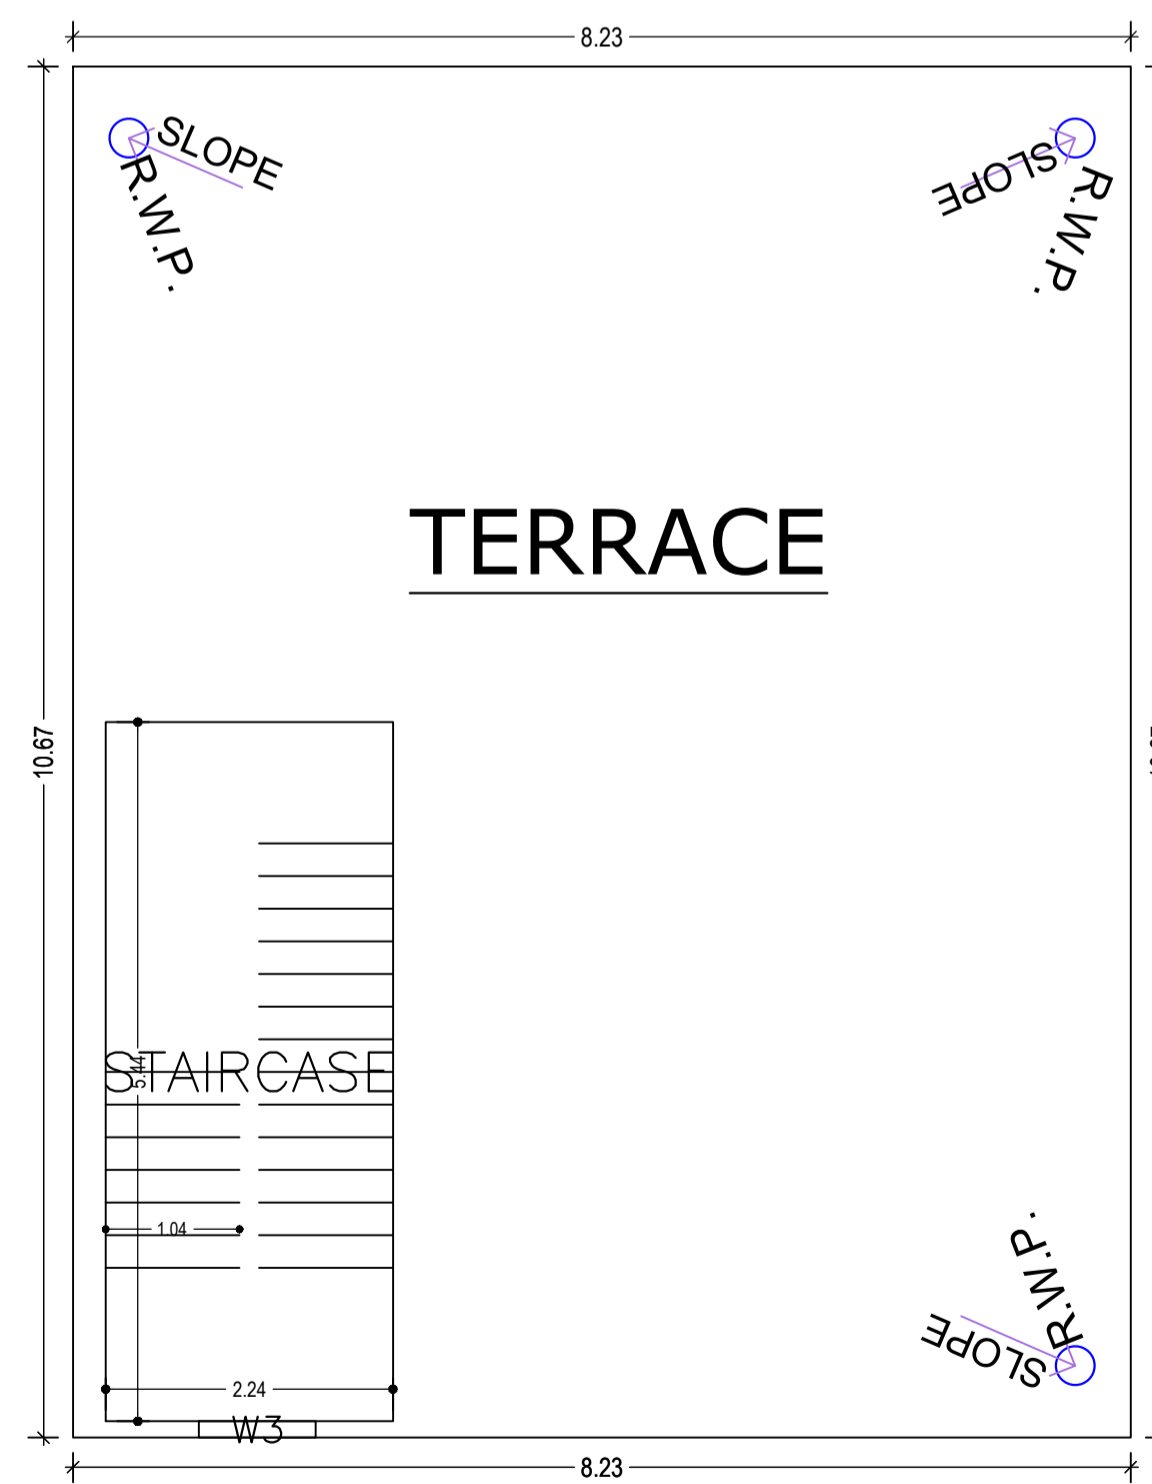 8.23
SLOPE
SLOPE
R.W.P.
R.W.P.
TERRACE
10.67
STAIRCASE
5.44
1.04
R.W.P.
SLOPE
2.24
W3
8.23